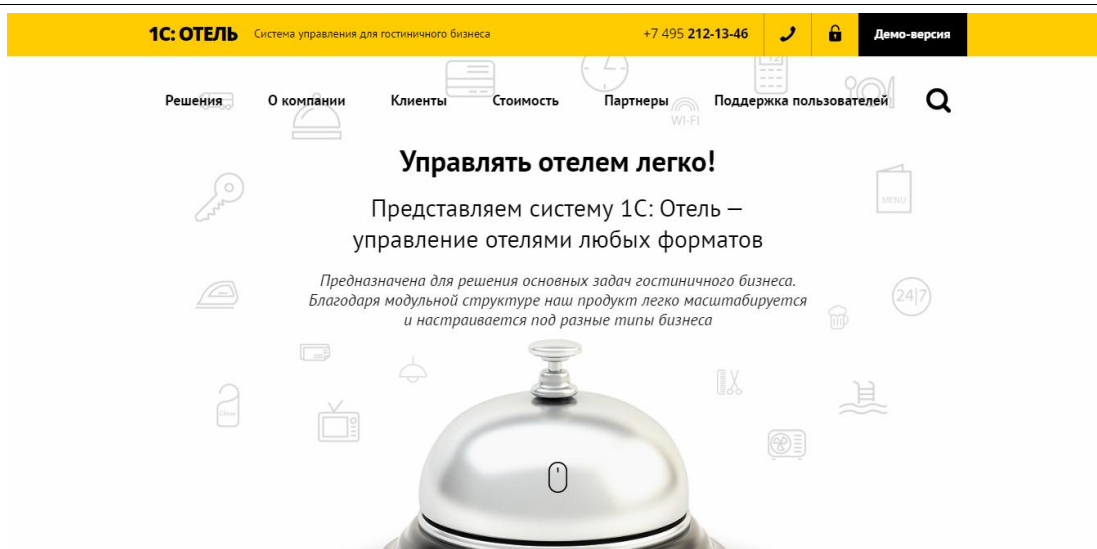 1С: ОТЕЛЬ Система управления для гостиничного бизнеса +7 495 212-13-46 Демо-версия
12
Решения О компании Клиенты Стоимость Партнеры Поддержка пользователей
WI-FI
Управлять отелем легко!
MENU
Представляем систему 1С: Отель —
управление отелями любых форматов
Предназначена для решения основных задач гостиничного бизнеса.
Благодаря модульной структуре наш продукт легко масштабируется
24|7
и настраивается под разные типы бизнеса
Close